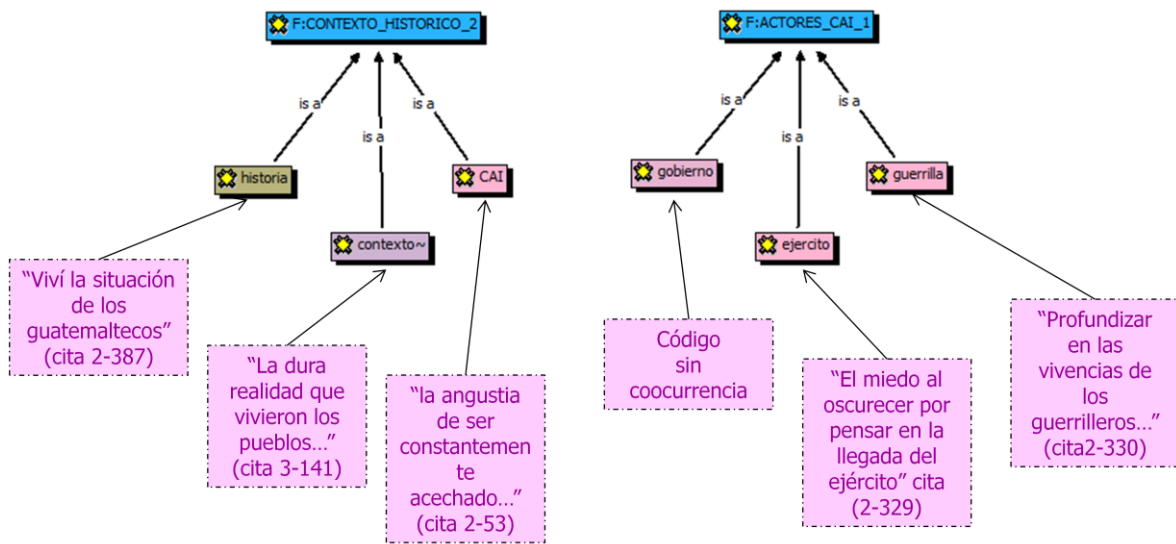 F:CONTEXTO_HISTORICO_2
is a
is a
is a
historia
CAI
contexto~
“Viví la situación
de los
guatemaltecos”
(cita 2-387)
“La dura
realidad que
vivieron los
pueblos...”
(cita 3-141)
“la angustia
de ser
constantemen
te
acechado...”
(cita 2-53)
F:ACTORES_CAI_1
is a
is a
is a
gobierno
guerrilla
ejercito
Código
sin
coocurrencia
“El miedo al
oscurecer por
pensar en la
llegada del
ejército” cita
(2-329)
“Profundizar
en las
vivencias de
los
guerrilleros...”
(cita2-330)